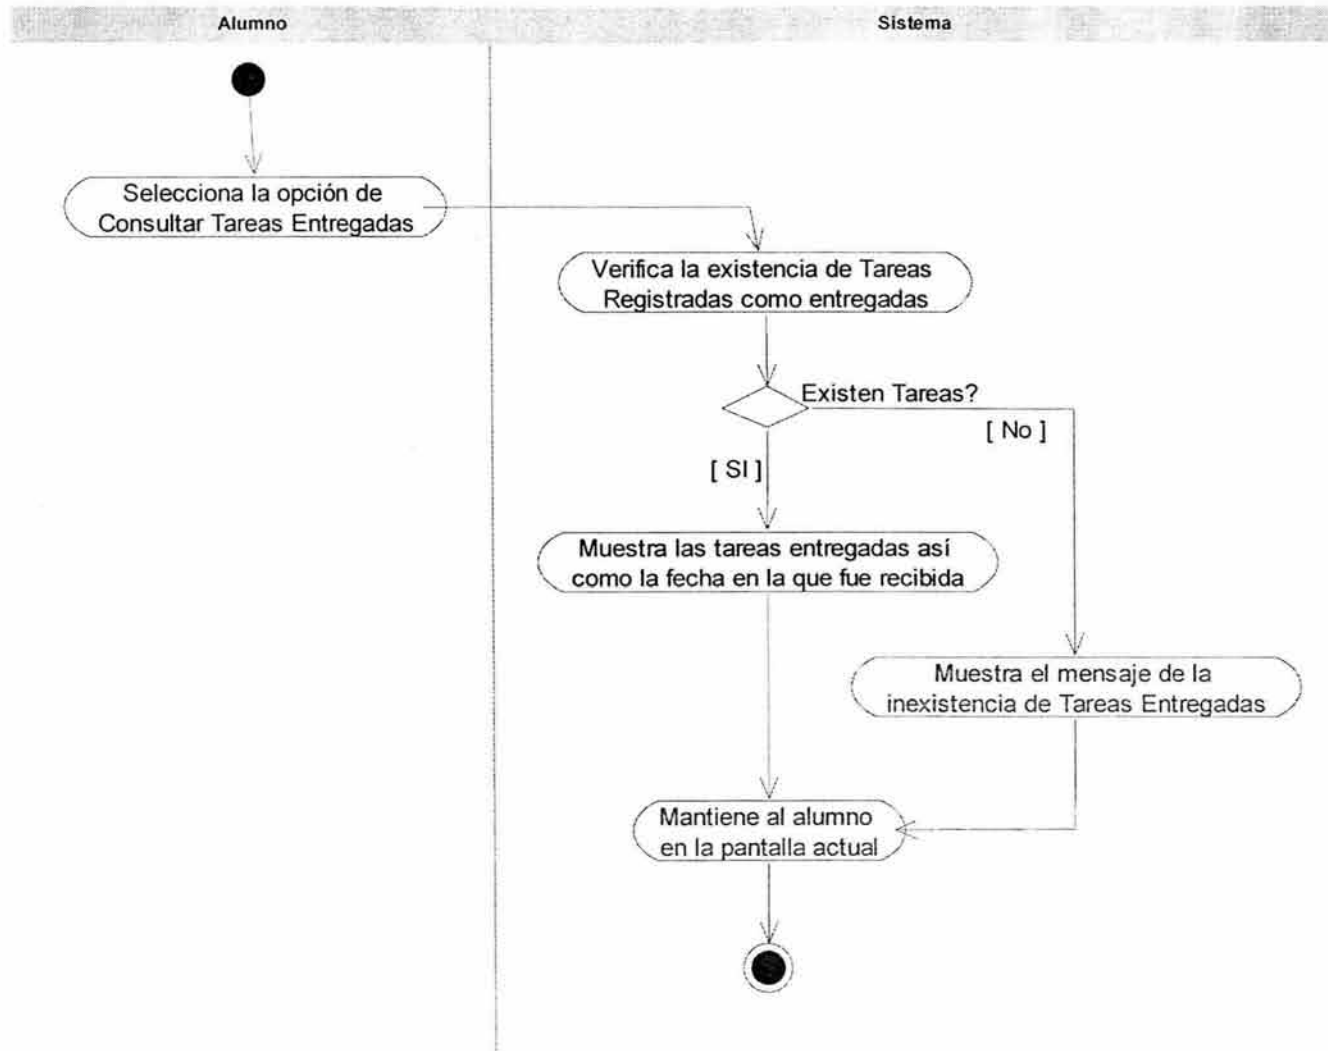 Alumno
Sistema
Selecciona la opción de
Consultar Tareas Entregadas
Verifica la existencia de Tareas
Registradas como entregadas
Existen Tareas?
[ No ]
[ SI ]
Muestra las tareas entregadas así
como la fecha en la que fue recibida
Muestra el mensaje de la
inexistencia de Tareas Entregadas
Mantiene al alumno
en la pantalla actual